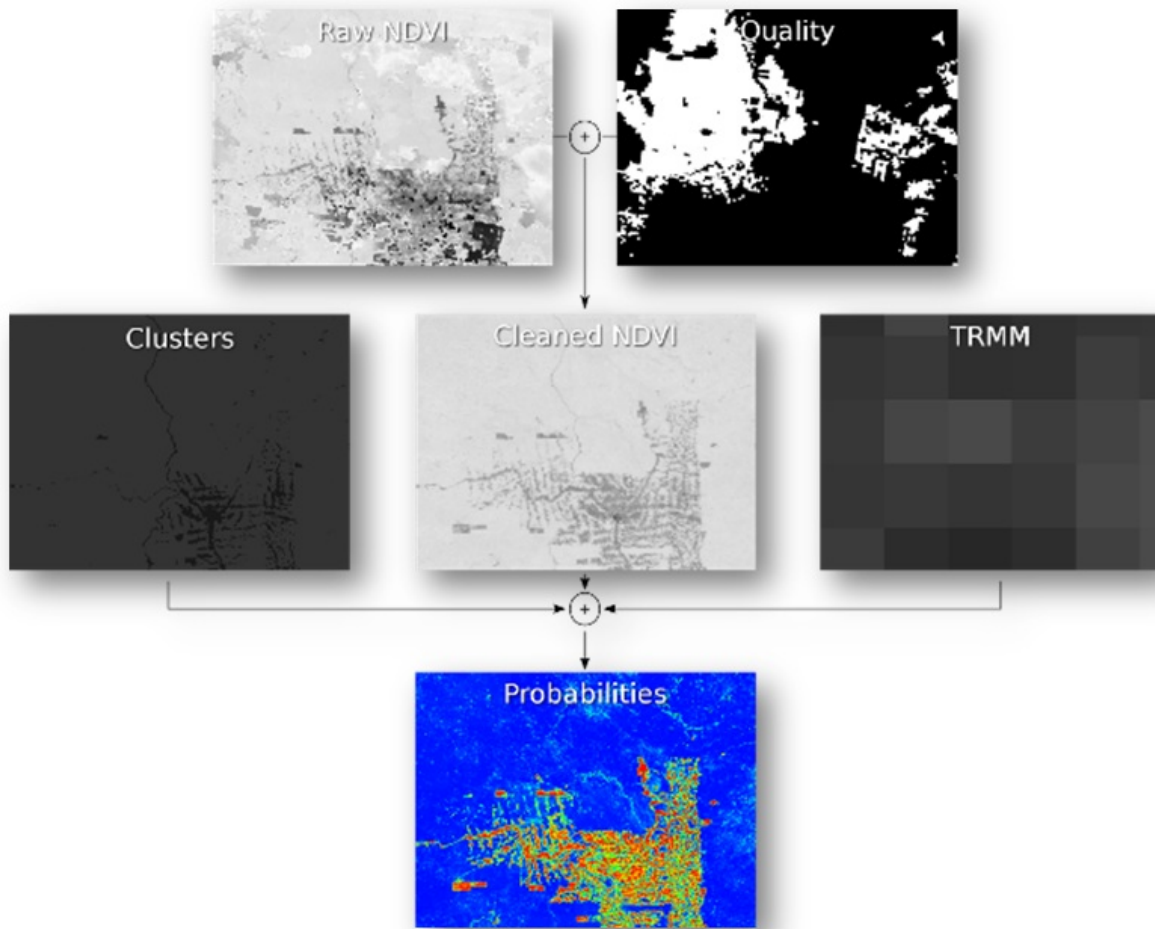 Raw NDVI
Quality
Clusters
Cleaned NDVI
TRMM
Probabilities